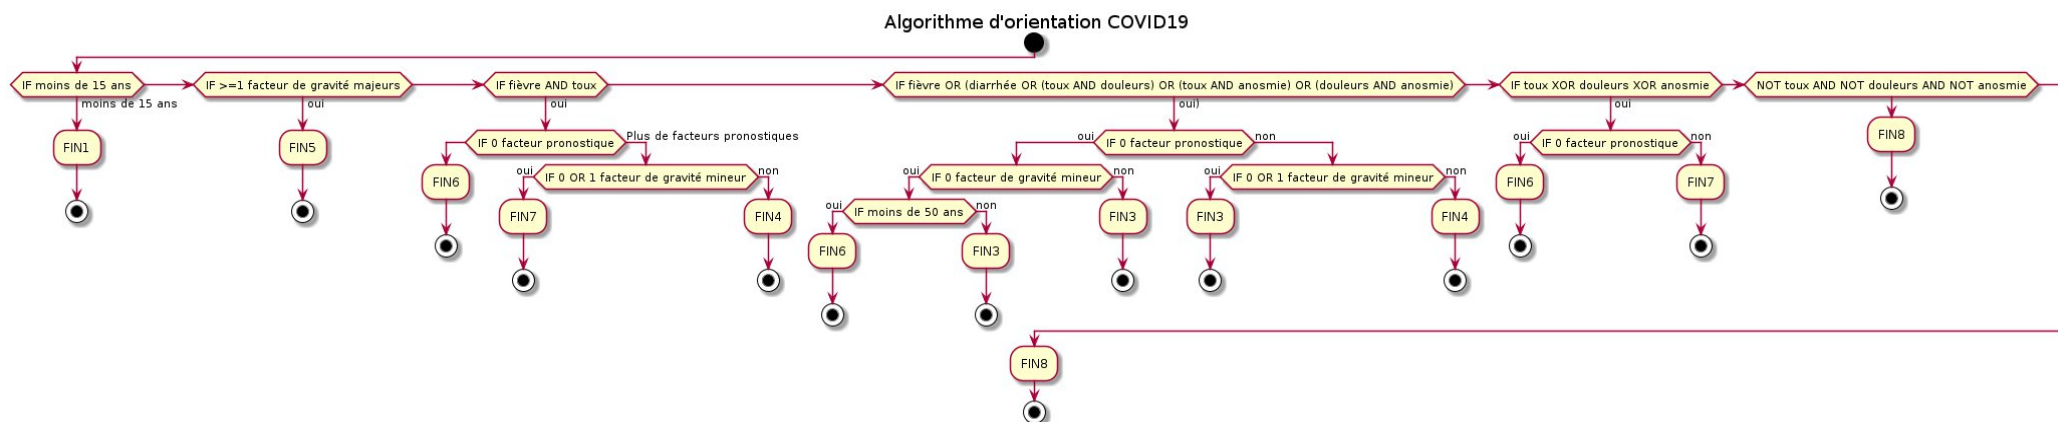 Algorithme d'orientation COVID19
IF moins de 15 ans
IF >=1 facteur de gravité majeurs
IF fièvre AND toux
IF fièvre OR (diarrhée OR (toux AND douleurs) OR (toux AND anosmie) OR (douleurs AND anosmie)
IF toux XOR douleurs XOR anosmie
NOT toux AND NOT douleurs AND NOT anosmie
moins de 15 ans
oui
oui
oui)
oui
FIN1
FIN5
IF 0 facteur pronostique
Plus de facteurs pronostiques
oui
IF 0 facteur pronostique
non
oui
IF 0 facteur pronostique
non
FIN8
FIN6
oui
IF 0 OR 1 facteur de gravité mineur
non
oui
IF 0 facteur de gravité mineur
non
oui
IF 0 OR 1 facteur de gravité mineur
non
FIN6
FIN7
FIN7
FIN4
oui
IF moins de 50 ans
non
FIN3
FIN3
FIN4
FIN6
FIN3
FIN8